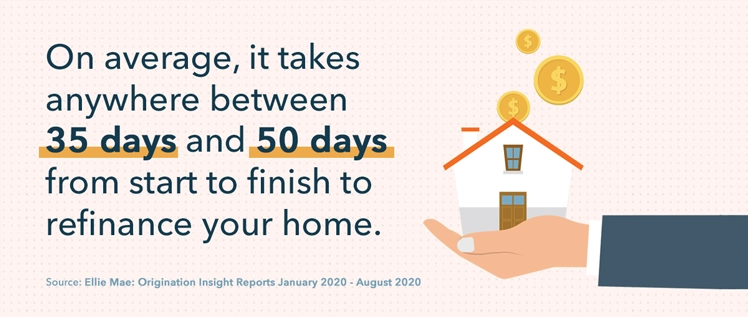 On average, it takes
anywhere between
35 days and 50 days
from start to finish to
refinance your home.
Source: Ellie Mae: Origination Insight Reports January 2020 - August 2020
$
$
$